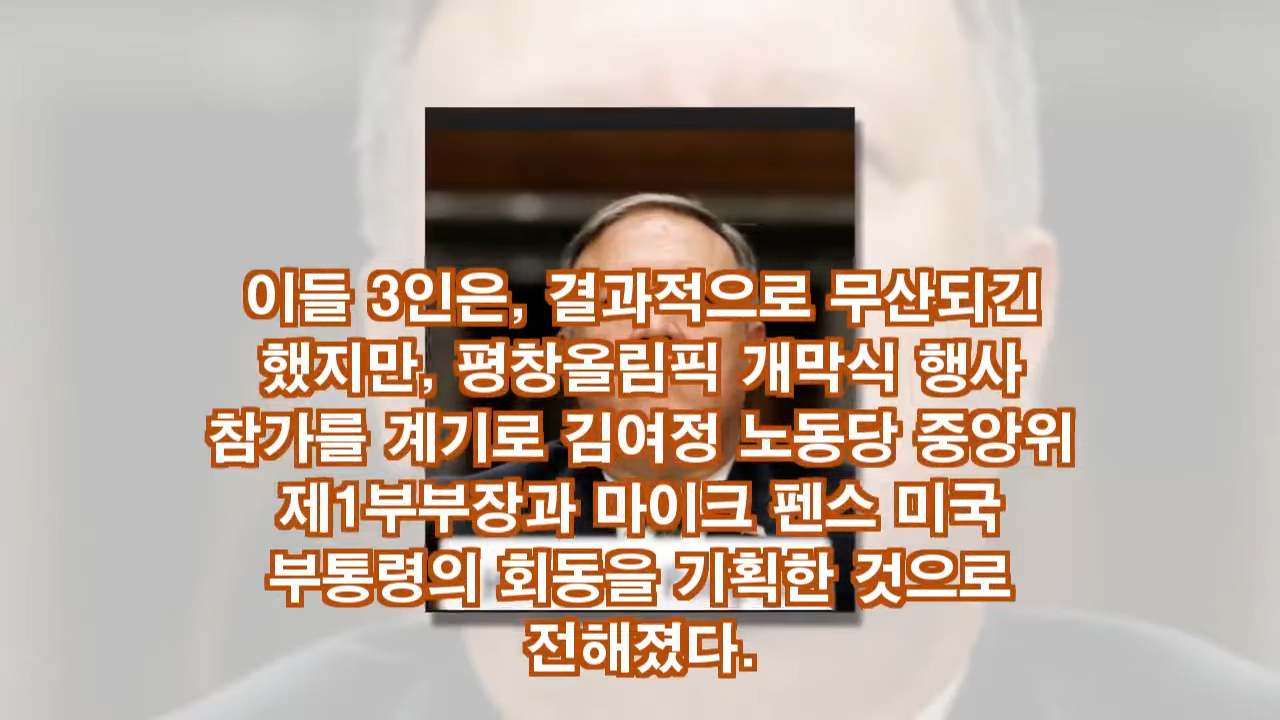 이들 3인은, 결과적으로 무산되긴
했지만, 평창올림픽 개막식 행사
참가를 계기로 김여정 노동당 중앙위
제1부부장과 마이크 펜스 미국
부통령의 회동을 기획한 것으로
전해졌다.